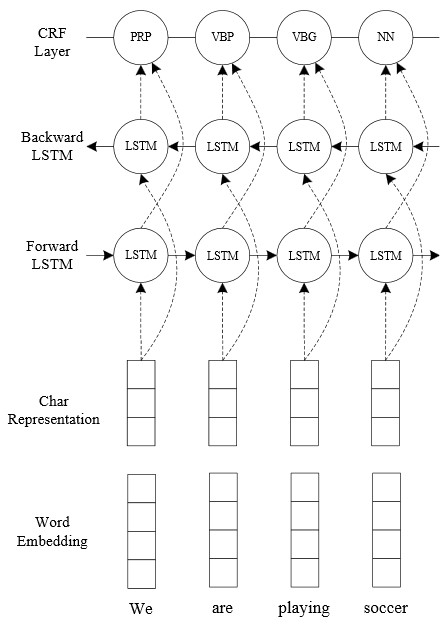 CRF
Layer
PRP VBP VBG NN
Backward
LSTM
LSTM LSTM LSTM LSTM
Forward
LSTM
LSTM LSTM LSTM LSTM
Char
Representation
Word
Embedding
We are playing soccer